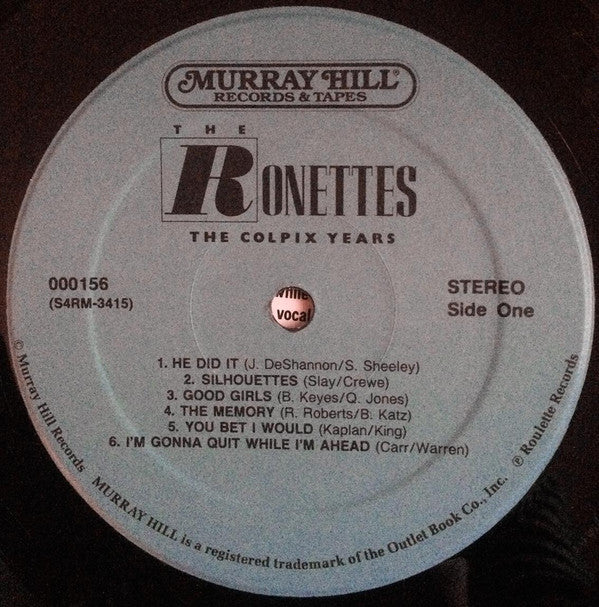 MURRAY HILL®
RECORDS & TAPES
THE
RONETTES
THE COLPIX YEARS
000156
(S4RM-3415)
STEREO
Side One
vocal
1. HE DID IT (J. DeShannon/S. Sheeley)
2. SILHOUETTES (Slay/Crewe)
3. GOOD GIRLS (B. Keyes/Q. Jones)
4. THE MEMORY (R. Roberts/B. Katz)
5. YOU BET I WOULD (Kaplan/King)
6. I'M GONNA QUIT WHILE I'M AHEAD (Carr/Warren)
© Murray Hill Records MURRAY HILL is a registered trademark of the Outlet Book Co., Inc. ℗ Roulette Records